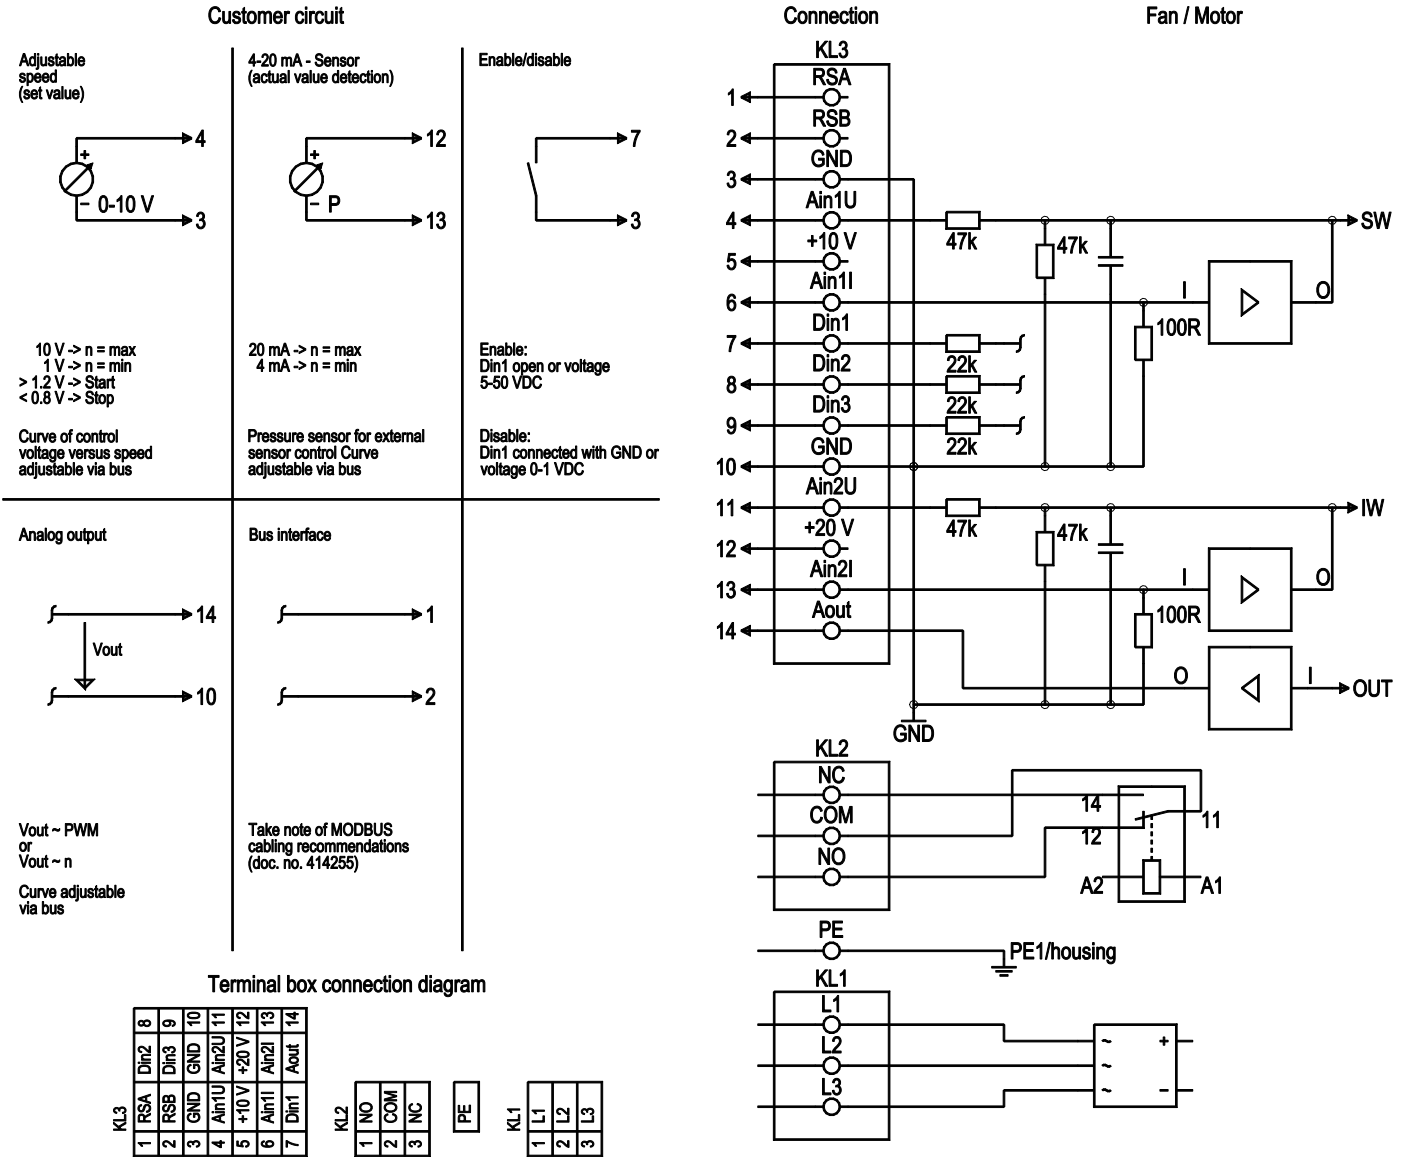 Customer circuit
Adjustable
speed
(set value)
4
+
− 0-10 V
3
10 V -> n = max
1 V -> n = min
> 1.2 V -> Start
< 0.8 V -> Stop
Curve of control
voltage versus speed
adjustable via bus
4-20 mA - Sensor
(actual value detection)
12
+
− P
13
20 mA -> n = max
4 mA -> n = min
Pressure sensor for external
sensor control Curve
adjustable via bus
Enable/disable
7
3
Enable:
Din1 open or voltage
5-50 VDC
Disable:
Din1 connected with GND or
voltage 0-1 VDC
Analog output
14
Vout
10
Vout ~ PWM
or
Vout ~ n
Curve adjustable
via bus
Bus interface
1
2
Take note of MODBUS
cabling recommendations
(doc. no. 414255)
Connection
Fan / Motor
KL3
RSA
1
RSB
2
GND
3
Ain1U
4
47k
47k
SW
+10 V
5
Ain1I
6
I
O
100R
Din1
7
22k
Din2
8
22k
Din3
9
22k
GND
10
Ain2U
11
47k
47k
IW
+20 V
12
Ain2I
13
I
O
100R
Aout
14
O
I
OUT
GND
KL2
NC
14
COM
11
12
NO
A2
A1
PE
PE1/housing
KL1
L1
~
+
L2
~
L3
~
−
Terminal box connection diagram
KL3
8 9 10 11 12 13 14
Din2 Din3 GND Ain2U +20 V Ain2I Aout
RSA RSB GND Ain1U +10 V Ain1I Din1
1 2 3 4 5 6 7
KL2
NO COM NC
1 2 3
PE
KL1
L1 L2 L3
1 2 3